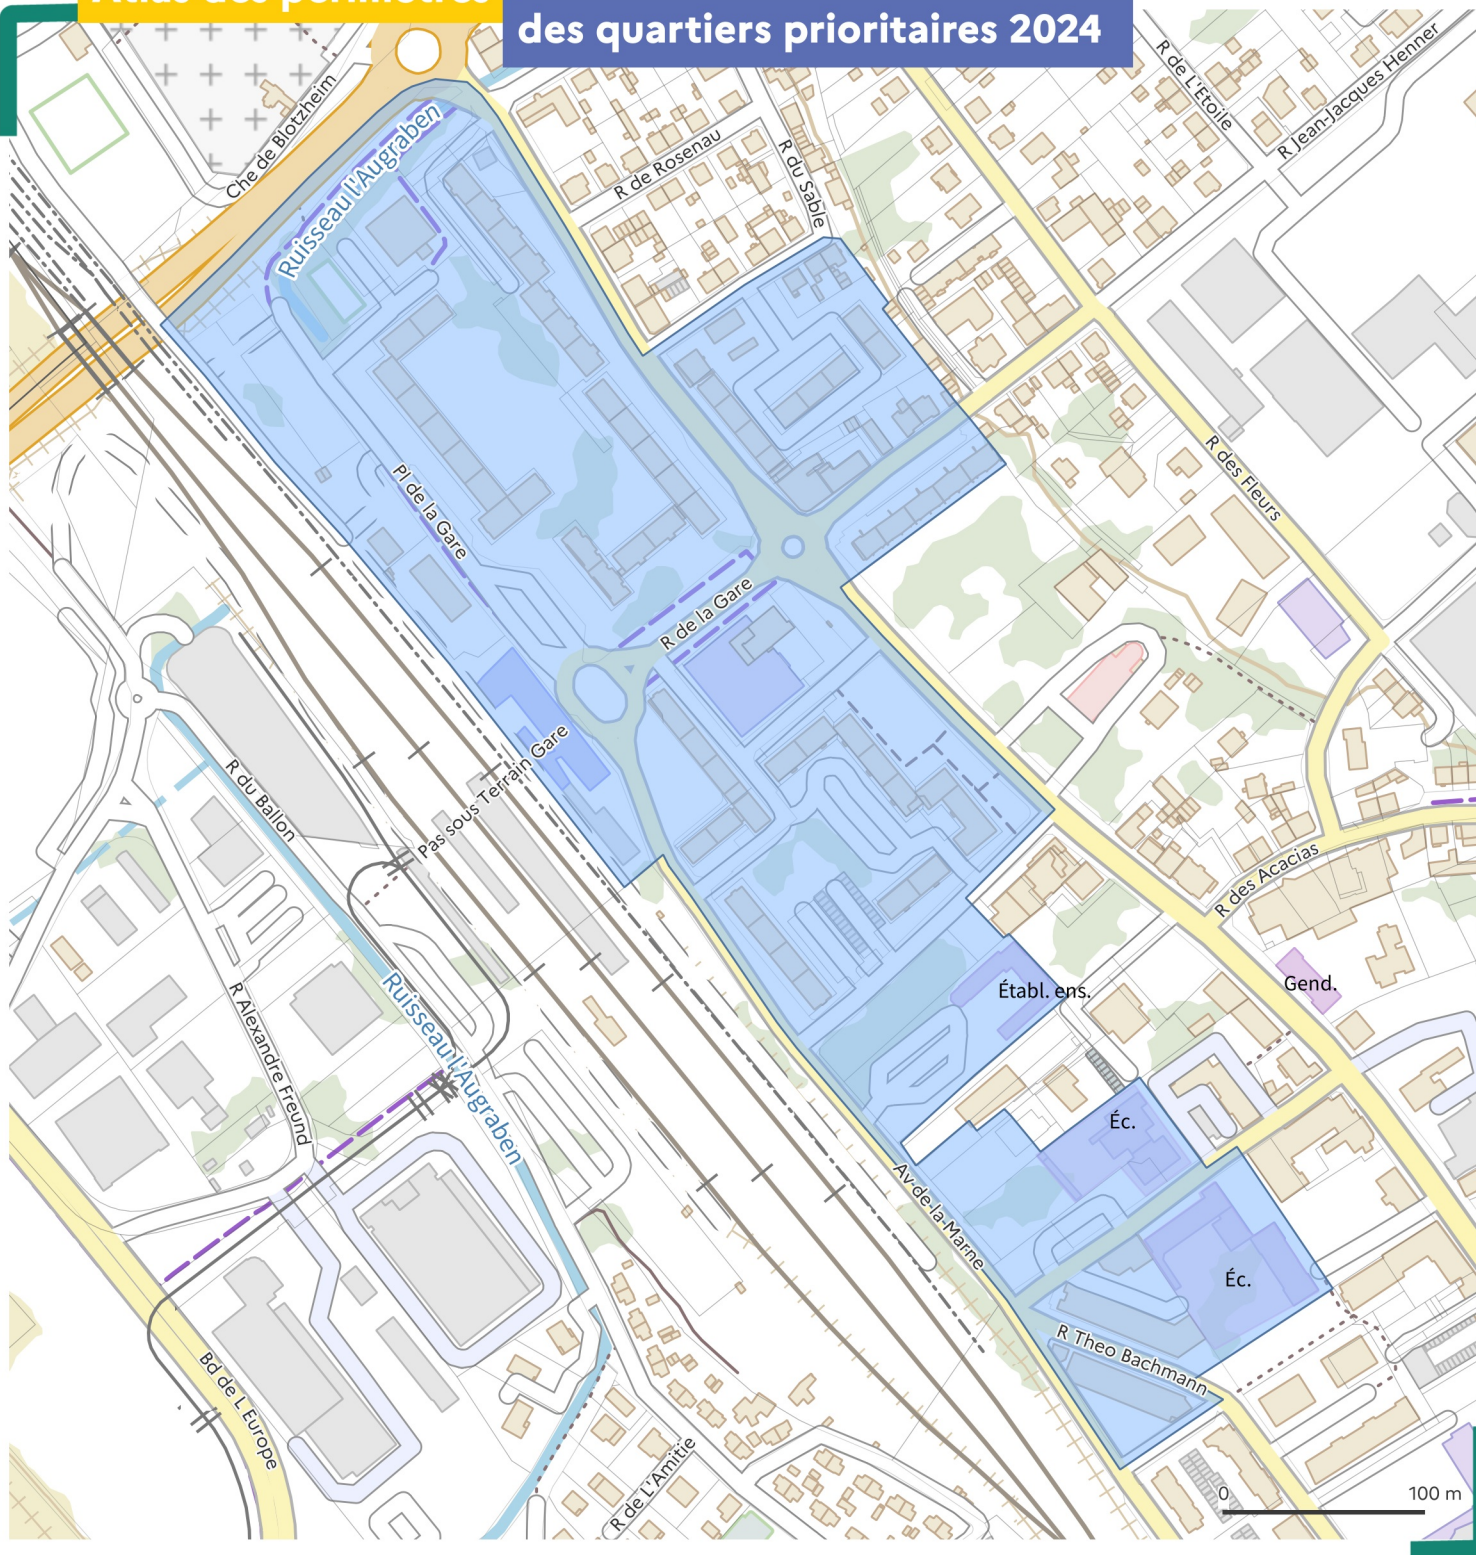 Atlas des périmètres
des quartiers prioritaires 2024
R de L'Etoile
R Jean-Jacques Henner
Che de Blotzheim
Ruisseau l'Augraben
R de Rosenau
R du Sable
R des Fleurs
Pl de la Gare
R de la Gare
Pas sous Terrain Gare
R du Ballon
R des Acacias
Établ. ens.
Gend.
R Alexandre Freund
Ruisseau l'Augraben
Éc.
Av de la Marne
Éc.
R Theo Bachmann
Bd de L Europe
R de L'Amitie
0 100 m